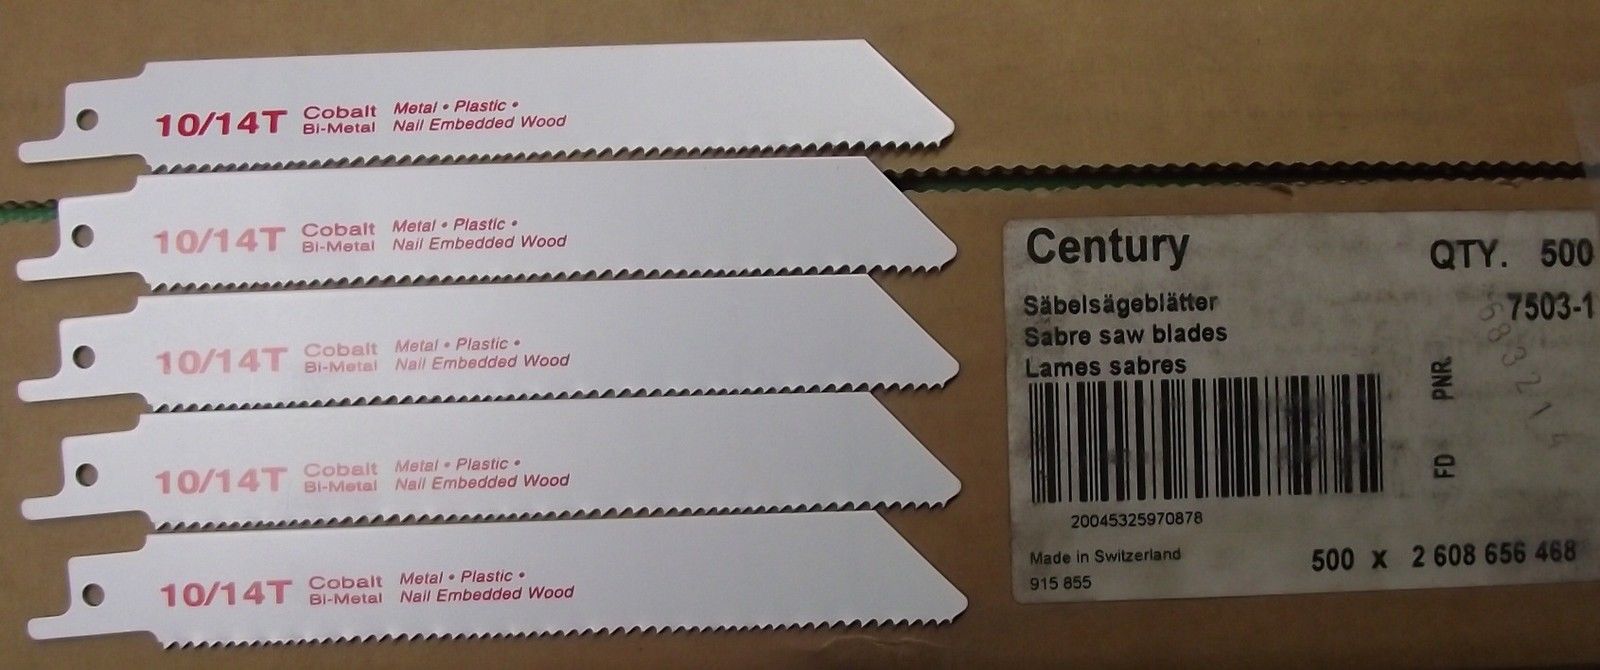 10/14T Cobalt Bi-Metal Metal • Plastic •
Nail Embedded Wood
10/14T Cobalt Bi-Metal Metal • Plastic •
Nail Embedded Wood
10/14T Cobalt Bi-Metal Metal • Plastic •
Nail Embedded Wood
10/14T Cobalt Bi-Metal Metal • Plastic •
Nail Embedded Wood
10/14T Cobalt Bi-Metal Metal • Plastic •
Nail Embedded Wood
Century QTY. 500
Säbelsägeblätter 7503-1
Sabre saw blades
Lames sabres
PNR.
FD
20045325970878
Made in Switzerland
915 855
500 x 2 608 656 468